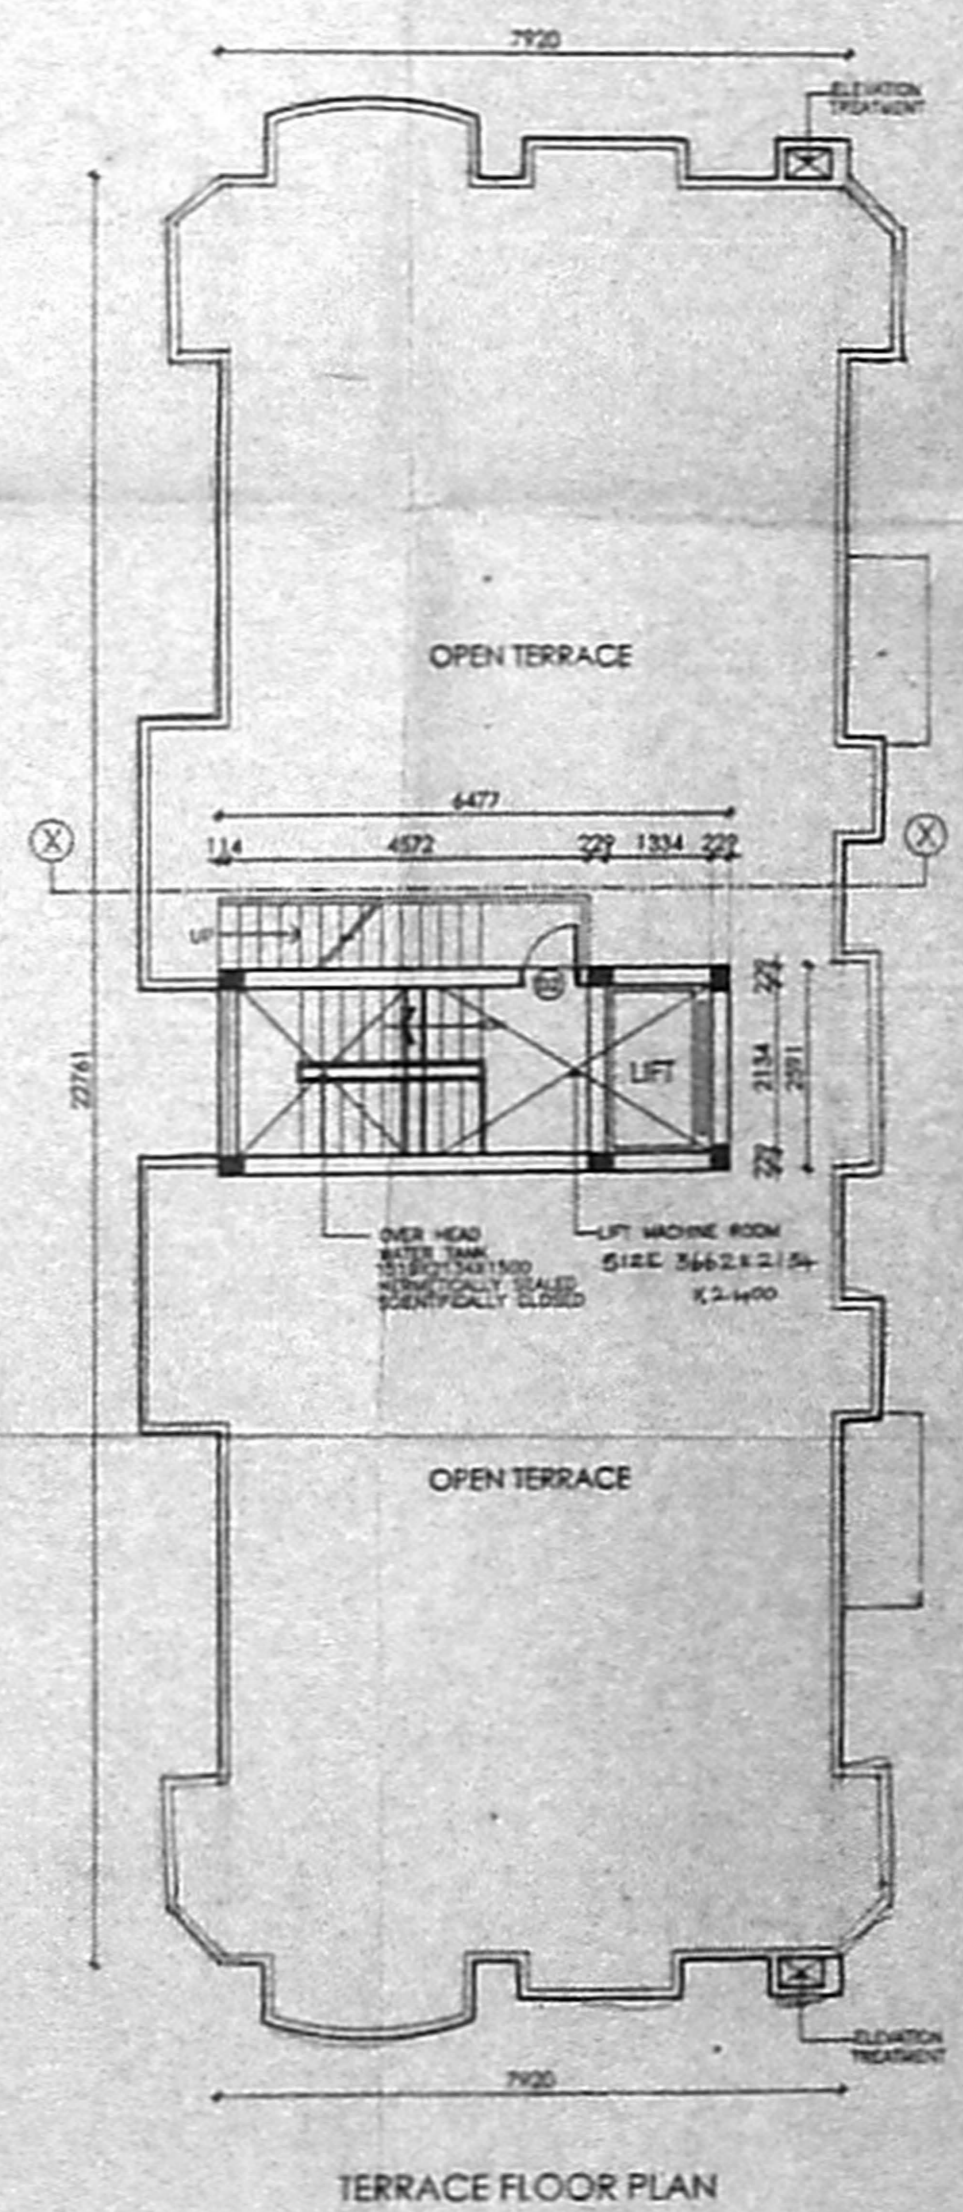 7920
ELEVATION
TREATMENT
OPEN TERRACE
6477
114 4572 229 1334 229
X
X
UP
229
2134
2591
229
22761
LIFT
OVER HEAD
WATER TANK
HERMETICALLY SEALED
SCIENTIFICALLY CLOSED
LIFT MACHINE ROOM
SIZE 3662X2134
X2400
OPEN TERRACE
ELEVATION
TREATMENT
7920
TERRACE FLOOR PLAN